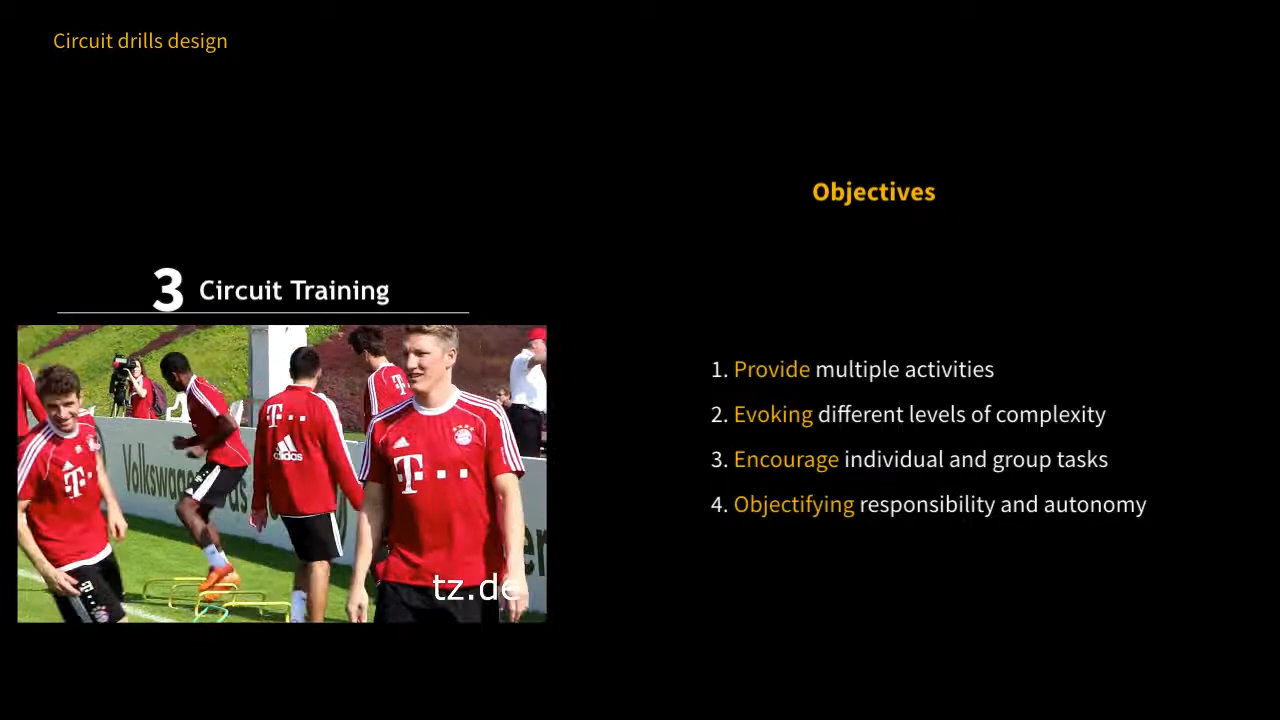 Circuit drills design
Objectives
3 Circuit Training
1. Provide multiple activities
2. Evoking different levels of complexity
3. Encourage individual and group tasks
4. Objectifying responsibility and autonomy
Volkswagen
adidas
tz.de